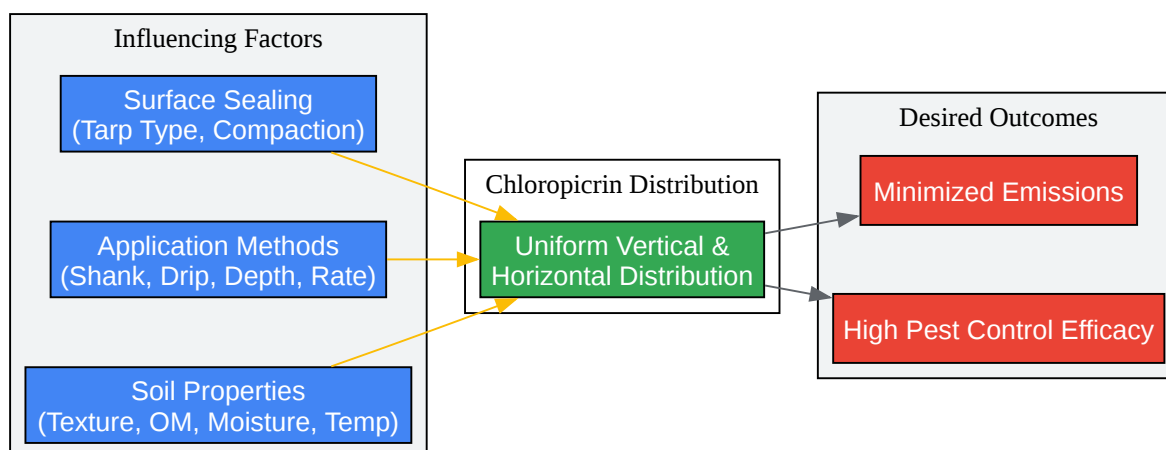 Influencing Factors
Surface Sealing
(Tarp Type, Compaction)
Application Methods
(Shank, Drip, Depth, Rate)
Soil Properties
(Texture, OM, Moisture, Temp)
Chloropicrin Distribution
Uniform Vertical &
Horizontal Distribution
Desired Outcomes
Minimized Emissions
High Pest Control Efficacy